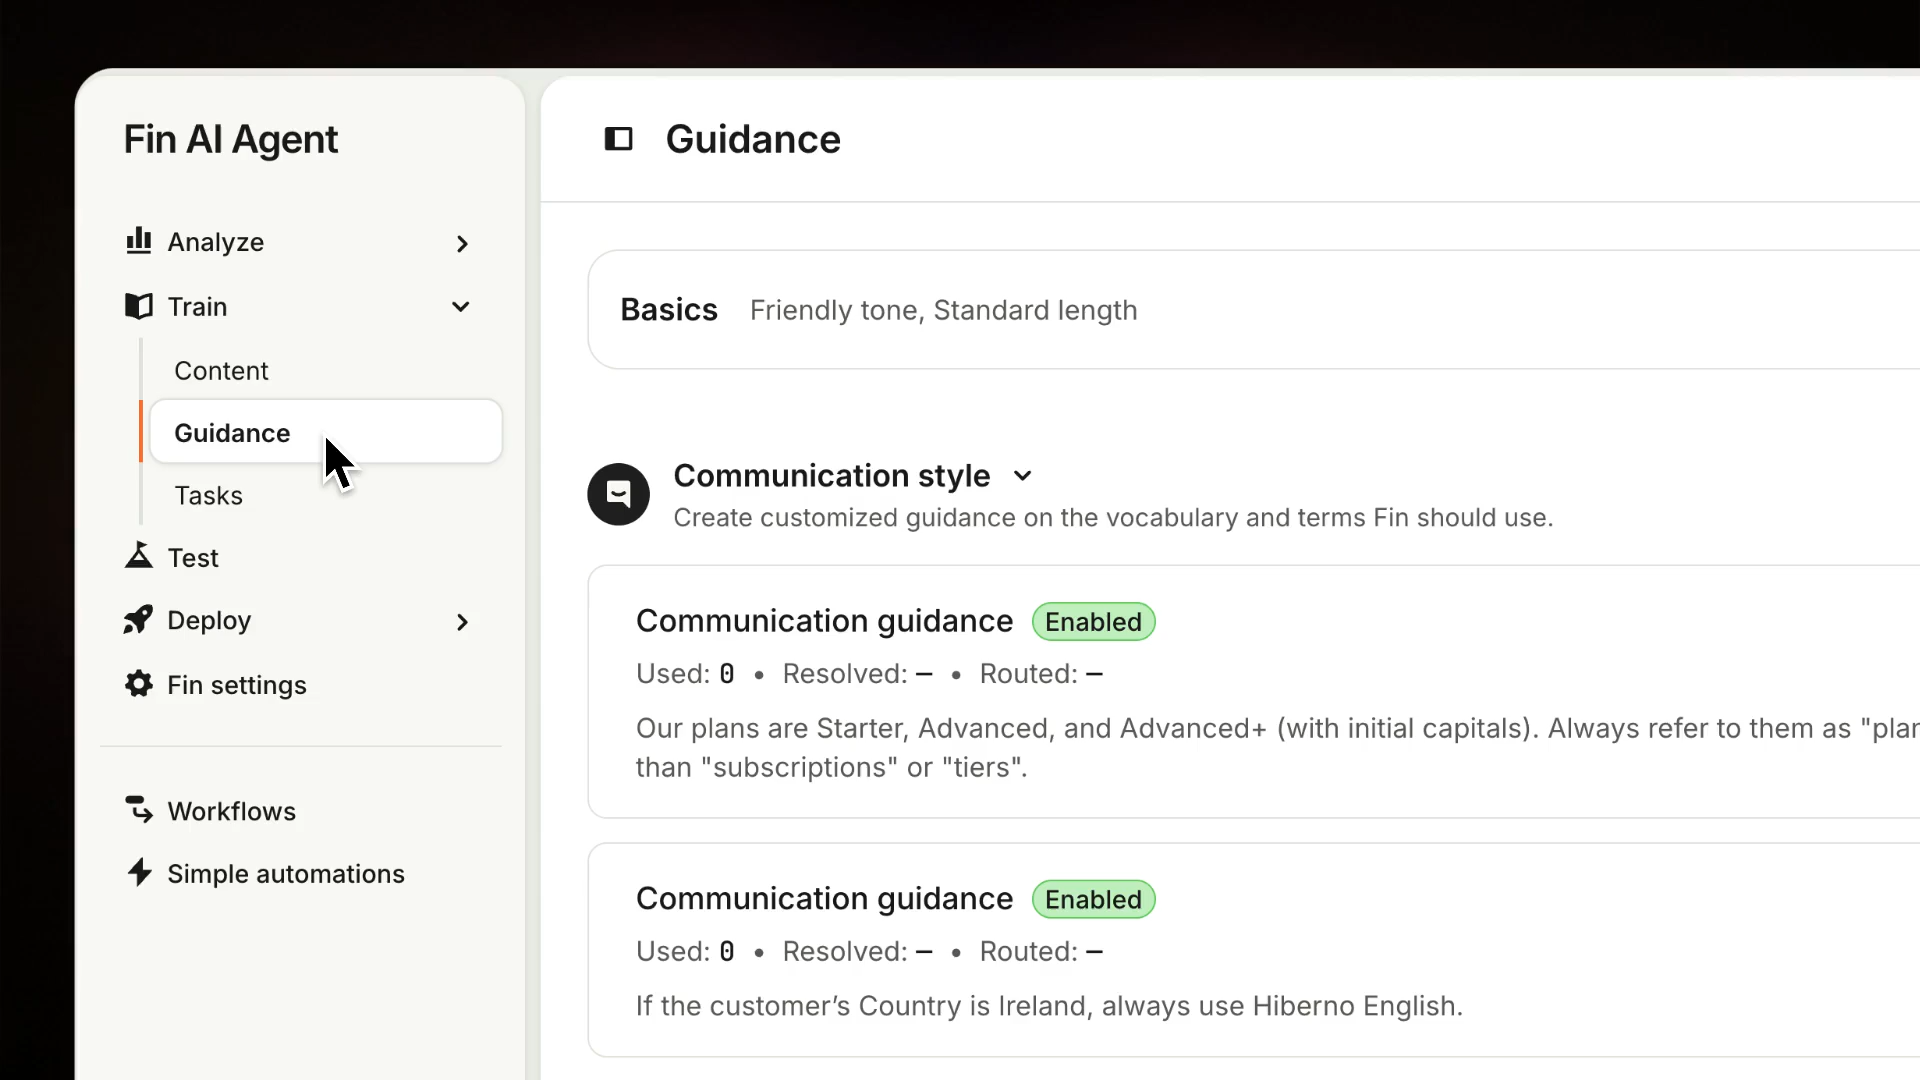 Fin AI Agent
Analyze
Train
Content
Guidance
Tasks
Test
Deploy
Fin settings
Workflows
Simple automations
Guidance
Basics Friendly tone, Standard length
Communication style
Create customized guidance on the vocabulary and terms Fin should use.
Communication guidance Enabled
Used: 0 • Resolved: – • Routed: –
Our plans are Starter, Advanced, and Advanced+ (with initial capitals). Always refer to them as "plan
than "subscriptions" or "tiers".
Communication guidance Enabled
Used: 0 • Resolved: – • Routed: –
If the customer’s Country is Ireland, always use Hiberno English.